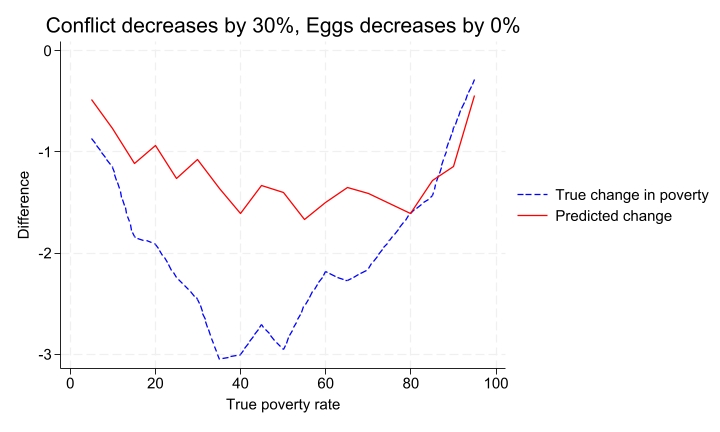 Conflict decreases by 30%, Eggs decreases by 0%
0
-1
-2
-3
Difference
0 20 40 60 80 100
True poverty rate
True change in poverty
Predicted change